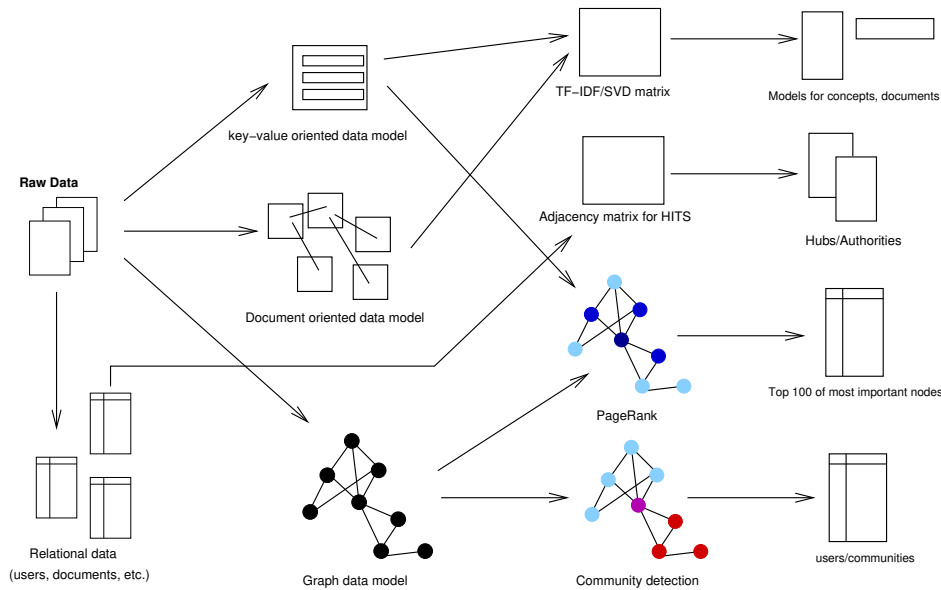 TF−IDF/SVD matrix
Models for concepts, documents
key−value oriented data model
Raw Data
Adjacency matrix for HITS
Hubs/Authorities
Document oriented data model
PageRank
Top 100 of most important nodes
Relational data
(users, documents, etc.)
Graph data model
Community detection
users/communities